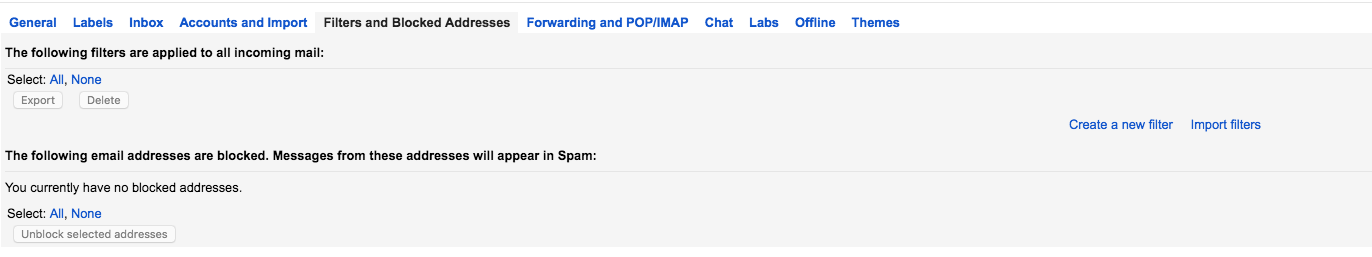 General Labels Inbox Accounts and Import Filters and Blocked Addresses Forwarding and POP/IMAP Chat Labs Offline Themes
The following filters are applied to all incoming mail:
Select: All, None
Export Delete
Create a new filter Import filters
The following email addresses are blocked. Messages from these addresses will appear in Spam:
You currently have no blocked addresses.
Select: All, None
Unblock selected addresses